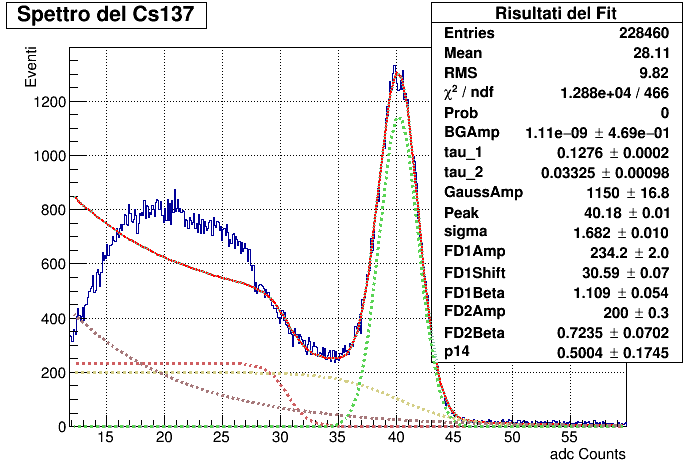 Spettro del Cs137
Risultati del Fit
Entries 228460
Mean 28.11
RMS 9.82
χ² / ndf 1.288e+04 / 466
Prob 0
BGAmp 1.11e−09 ± 4.69e−01
tau_1 0.1276 ± 0.0002
tau_2 0.03325 ± 0.00098
GaussAmp 1150 ± 16.8
Peak 40.18 ± 0.01
sigma 1.682 ± 0.010
FD1Amp 234.2 ± 2.0
FD1Shift 30.59 ± 0.07
FD1Beta 1.109 ± 0.054
FD2Amp 200 ± 0.3
FD2Beta 0.7235 ± 0.0702
p14 0.5004 ± 0.1745
Eventi
1200
1000
800
600
400
200
0
15 20 25 30 35 40 45 50 55
adc Counts